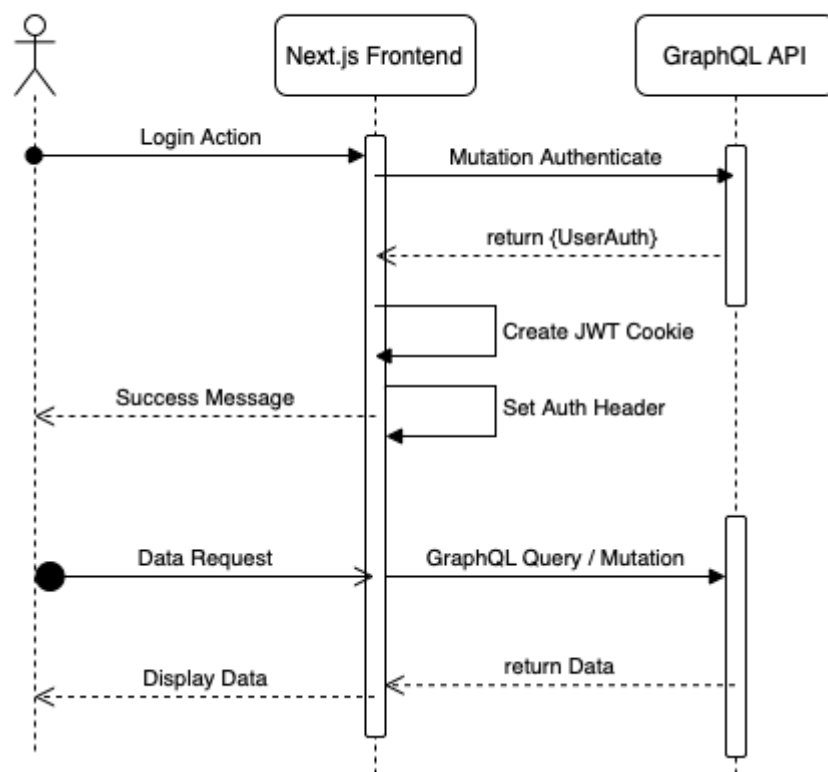 Next.js Frontend
GraphQL API
Login Action
Mutation Authenticate
return {UserAuth}
Create JWT Cookie
Success Message
Set Auth Header
Data Request
GraphQL Query / Mutation
return Data
Display Data